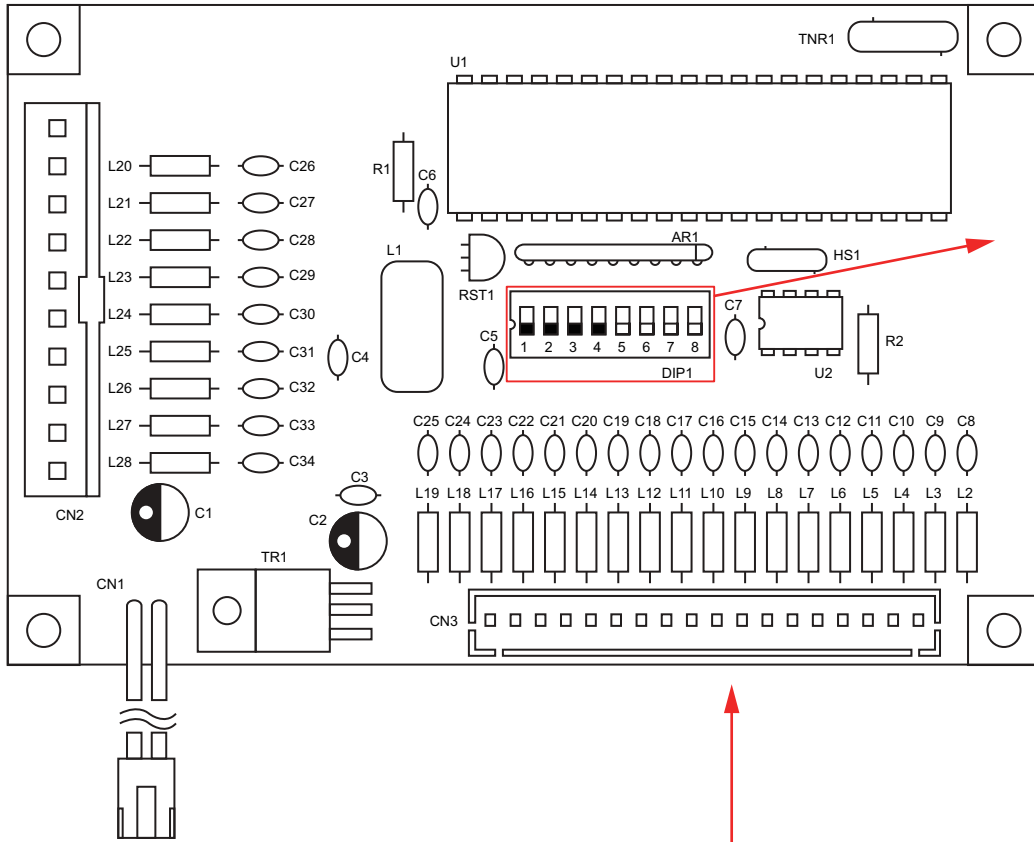 TNR1
U1
L20 C26
R1
C6
L21 C27
L22 C28
AR1
L1
HS1
L23 C29
RST1
L24 C30
C7
C5
R2
1 2 3 4 5 6 7 8
L25 C31
C4
DIP1
U2
L26 C32
L27 C33
C25 C24 C23 C22 C21 C20 C19 C18 C17 C16 C15 C14 C13 C12 C11 C10 C9 C8
L28 C34
C3
L19 L18 L17 L16 L15 L14 L13 L12 L11 L10 L9 L8 L7 L6 L5 L4 L3 L2
CN2
C1
C2
TR1
CN1
CN3